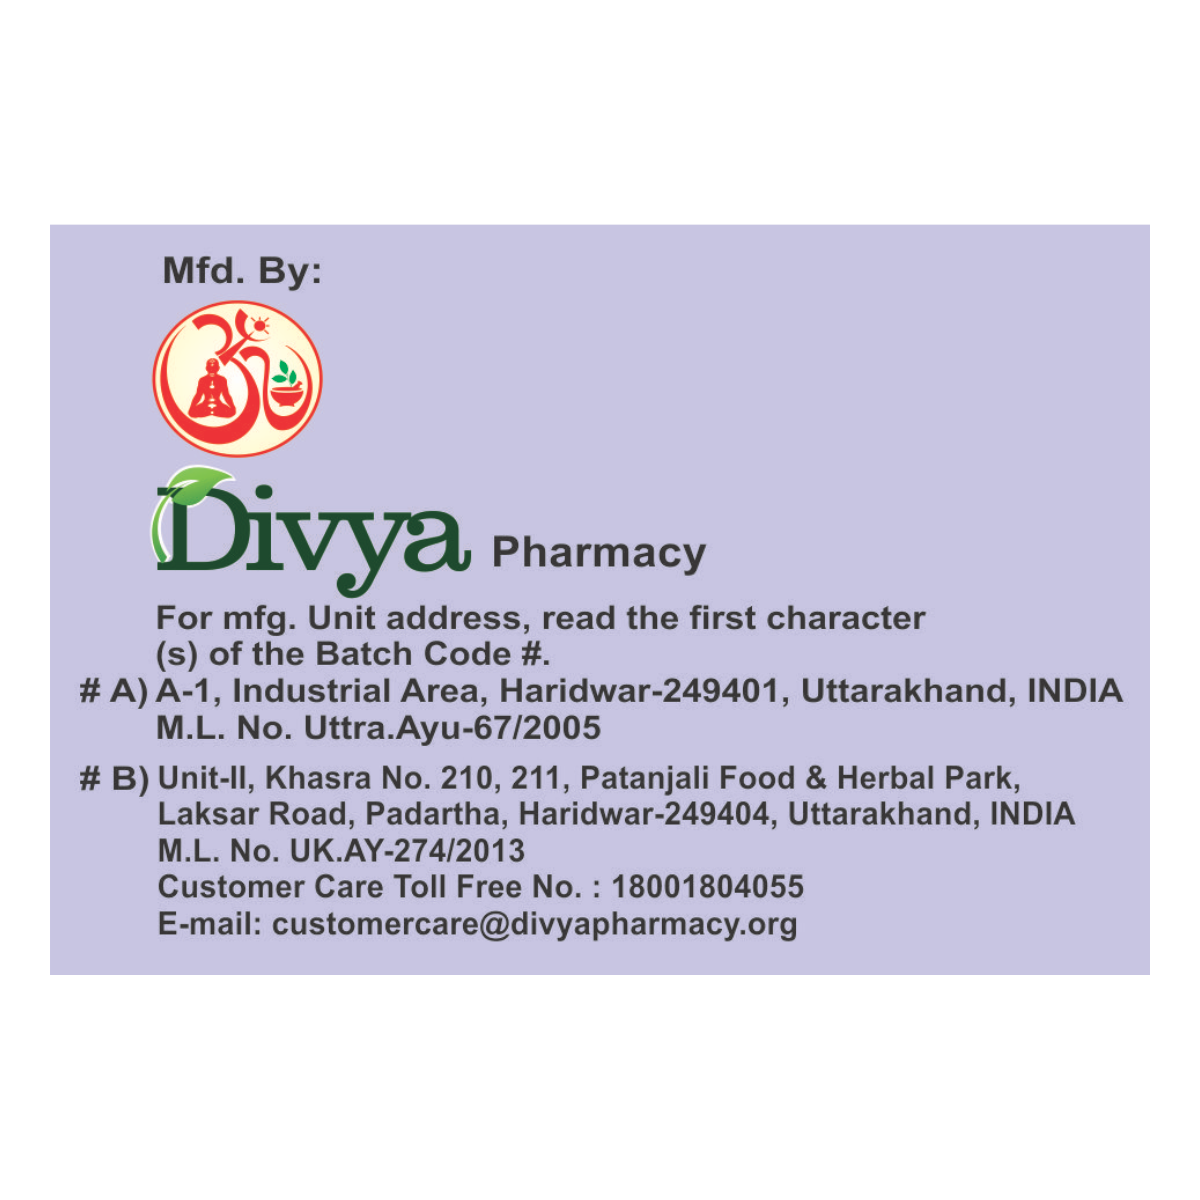 Mfd. By:
Divya Pharmacy
For mfg. Unit address, read the first character
(s) of the Batch Code #.
# A) A-1, Industrial Area, Haridwar-249401, Uttarakhand, INDIA
M.L. No. Uttra.Ayu-67/2005
# B) Unit-II, Khasra No. 210, 211, Patanjali Food & Herbal Park,
Laksar Road, Padartha, Haridwar-249404, Uttarakhand, INDIA
M.L. No. UK.AY-274/2013
Customer Care Toll Free No. : 18001804055
E-mail: customercare@divyapharmacy.org